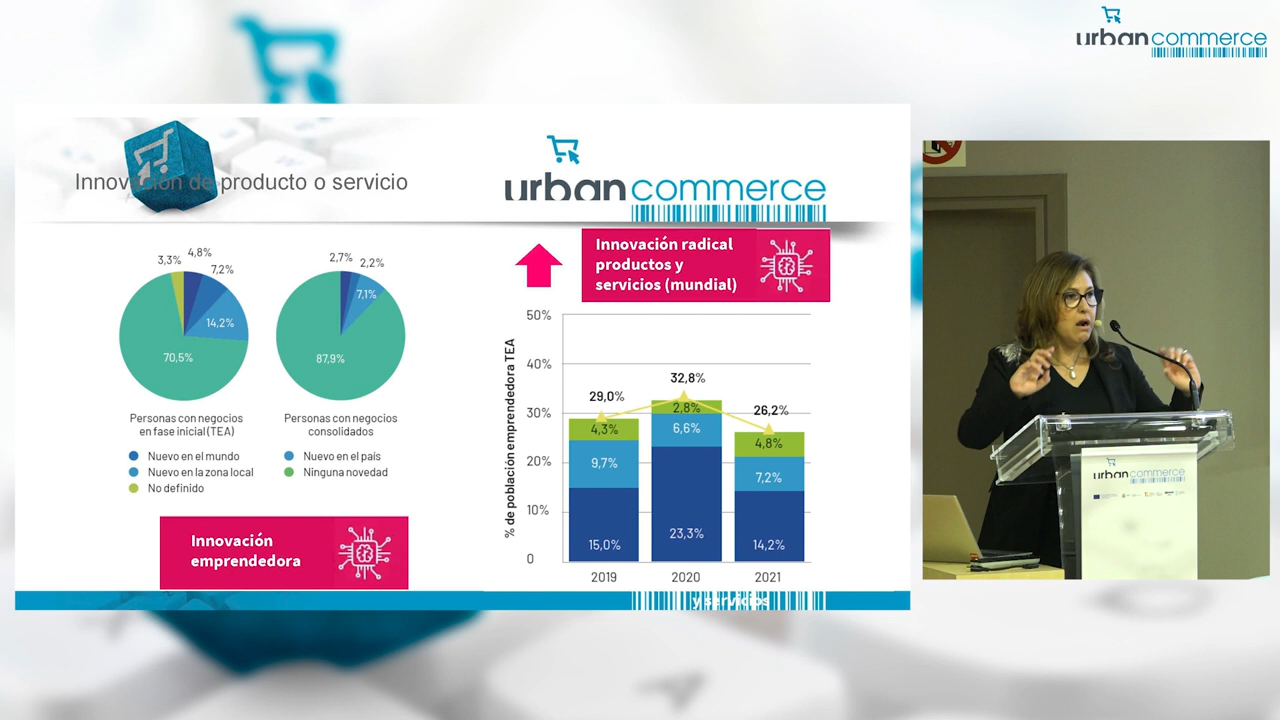 urbancommerce
Innovación de producto o servicio
urbancommerce
Innovación radical
productos y
servicios (mundial)
3,3%
4,8%
7,2%
14,2%
70,5%
2,7%
2,2%
7,1%
87,9%
Personas con negocios
en fase inicial (TEA)
Personas con negocios
consolidados
Nuevo en el mundo
Nuevo en el país
Nuevo en la zona local
Ninguna novedad
No definido
Innovación
emprendedora
% de población emprendedora TEA
50%
40%
30%
20%
10%
0
29,0%
4,3%
9,7%
15,0%
32,8%
2,8%
6,6%
23,3%
26,2%
4,8%
7,2%
14,2%
2019
2020
2021
y servicios
urbancommerce